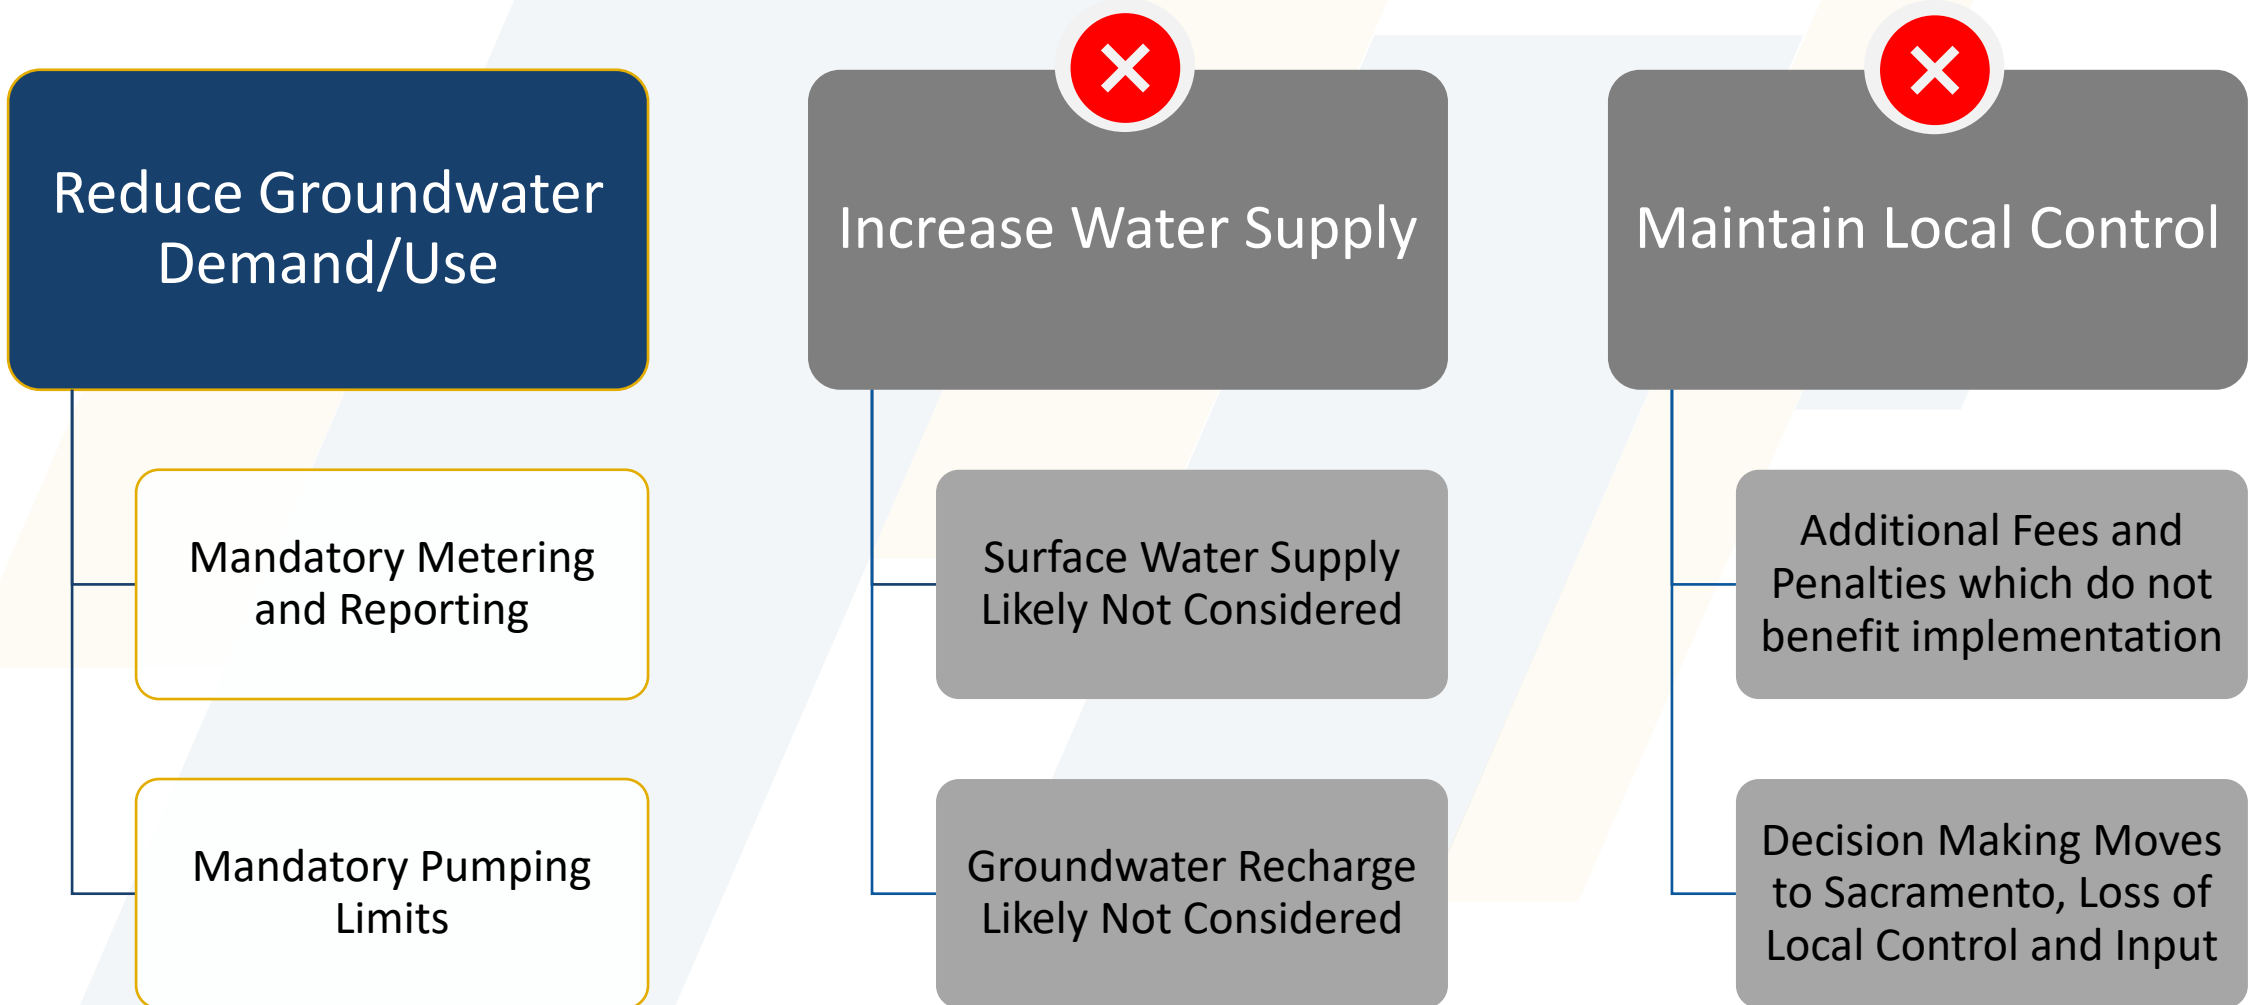 Reduce Groundwater
Demand/Use
Mandatory Metering
and Reporting
Mandatory Pumping
Limits
Increase Water Supply
Surface Water Supply
Likely Not Considered
Groundwater Recharge
Likely Not Considered
Maintain Local Control
Additional Fees and
Penalties which do not
benefit implementation
Decision Making Moves
to Sacramento, Loss of
Local Control and Input